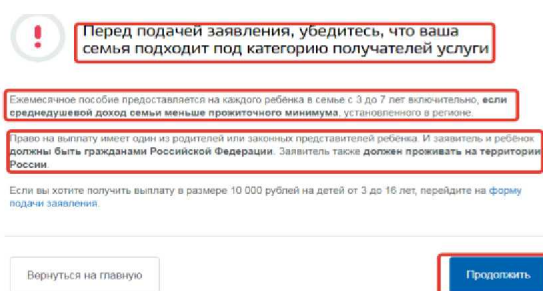 Перед подачей заявления, убедитесь, что ваша
семья подходит под категорию получателей услуги
Ежемесячное пособие предоставляется на каждого ребёнка в семье с 3 до 7 лет включительно, если
среднедушевой доход семьи меньше прожиточного минимума, установленного в регионе.
Право на выплату имеет один из родителей или законных представителей ребёнка. И заявитель и ребёнок
должны быть гражданами Российской Федерации. Заявитель также должен проживать на территории
России.
Если вы хотите получить выплату в размере 10 000 рублей на детей от 3 до 16 лет, перейдите на форму
подачи заявления.
Вернуться на главную
Продолжить